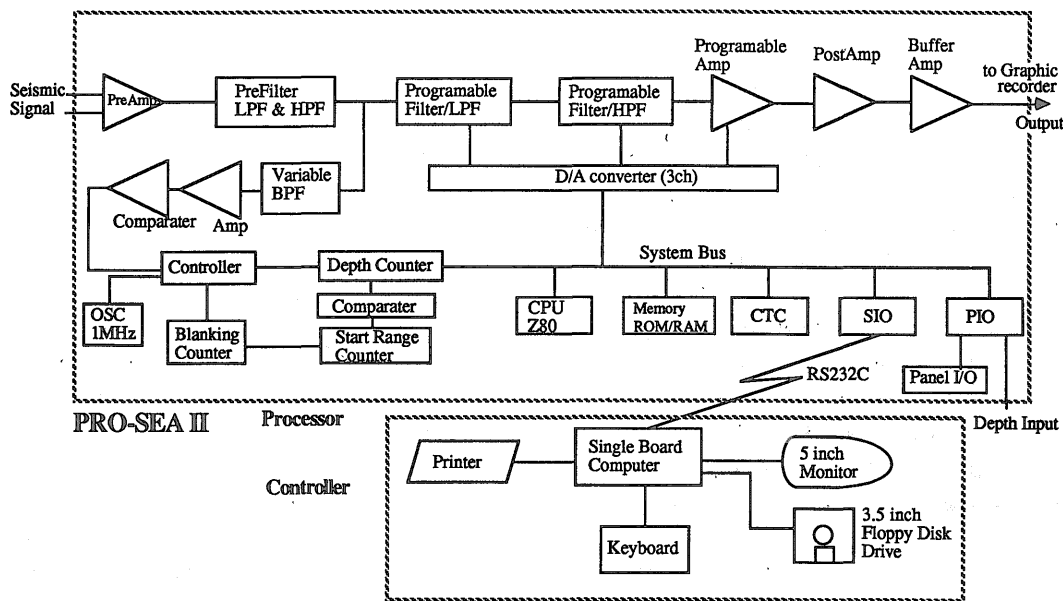 Seismic
Signal
PreAmp
PreFilter
LPF & HPF
Programable
Filter/LPF
Programable
Filter/HPF
Programable
Amp
PostAmp
Buffer
Amp
to Graphic
recorder
Output
D/A converter (3ch)
Variable
BPF
Amp
Comparater
System Bus
Controller
Depth Counter
OSC
1MHz
Blanking
Counter
Comparater
Start Range
Counter
CPU
Z80
Memory
ROM/RAM
CTC
SIO
PIO
Panel I/O
RS232C
Depth Input
PRO-SEA II
Processor
Controller
Printer
Single Board
Computer
5 inch
Monitor
Keyboard
3.5 inch
Floppy Disk
Drive